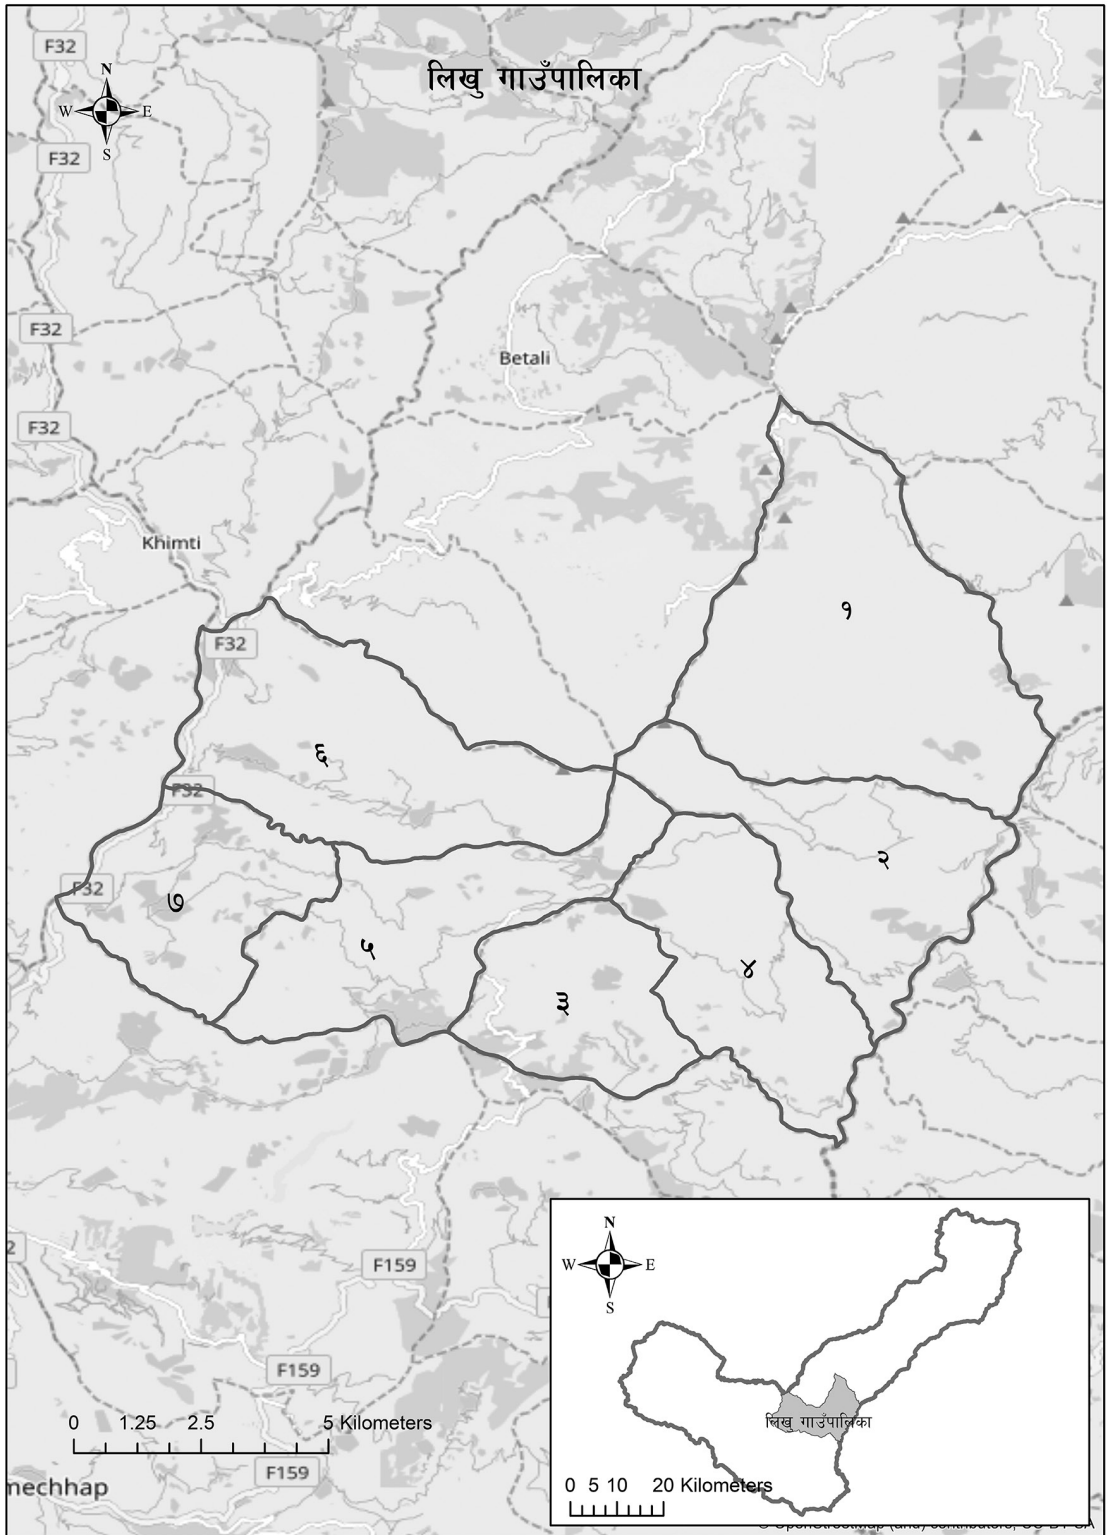 F32
N
लिखु गाउँपालिका
W E
S
F32
F32
Betali
F32
Khimti
१
F32
६
F32
२
F32
७
५
४
३
N
W E
S
F159
F159
लिखु गाउँपालिका
0 1.25 2.5 5 Kilometers
F159
0 5 10 20 Kilometers
mechhap